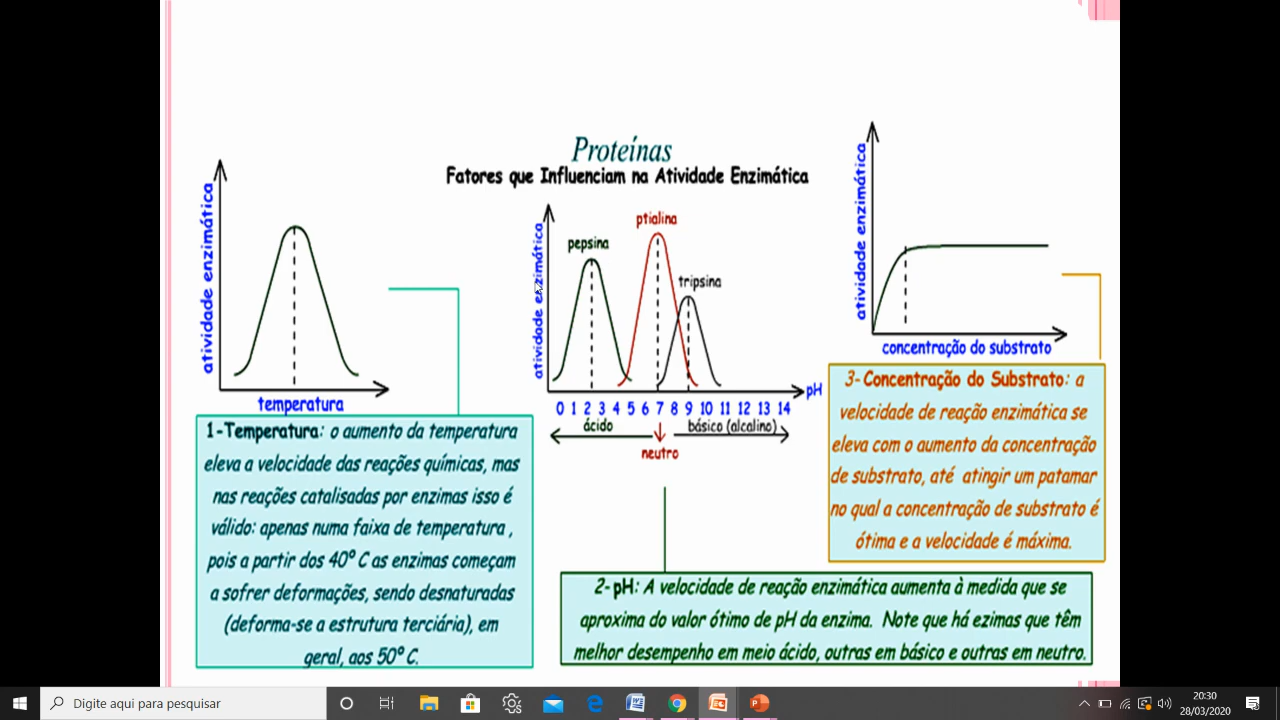 Proteínas
Fatores que Influenciam na Atividade Enzimática
atividade enzimática
temperatura
1-Temperatura: o aumento da temperatura
eleva a velocidade das reações químicas, mas
nas reações catalisadas por enzimas isso é
válido: apenas numa faixa de temperatura ,
pois a partir dos 40º C as enzimas começam
a sofrer deformações, sendo desnaturadas
(deforma-se a estrutura terciária), em
geral, aos 50º C.
atividade enzimática
pepsina
ptialina
tripsina
pH
0 1 2 3 4 5 6 7 8 9 10 11 12 13 14
ácido
básico (alcalino)
neutro
2- pH: A velocidade de reação enzimática aumenta à medida que se
aproxima do valor ótimo de pH da enzima. Note que há ezimas que têm
melhor desempenho em meio ácido, outras em básico e outras em neutro.
atividade enzimática
concentração do substrato
3- Concentração do Substrato: a
velocidade de reação enzimática se
eleva com o aumento da concentração
de substrato, até atingir um patamar
no qual a concentração de substrato é
ótima e a velocidade é máxima.
Digite aqui para pesquisar
20:30
28/03/2020